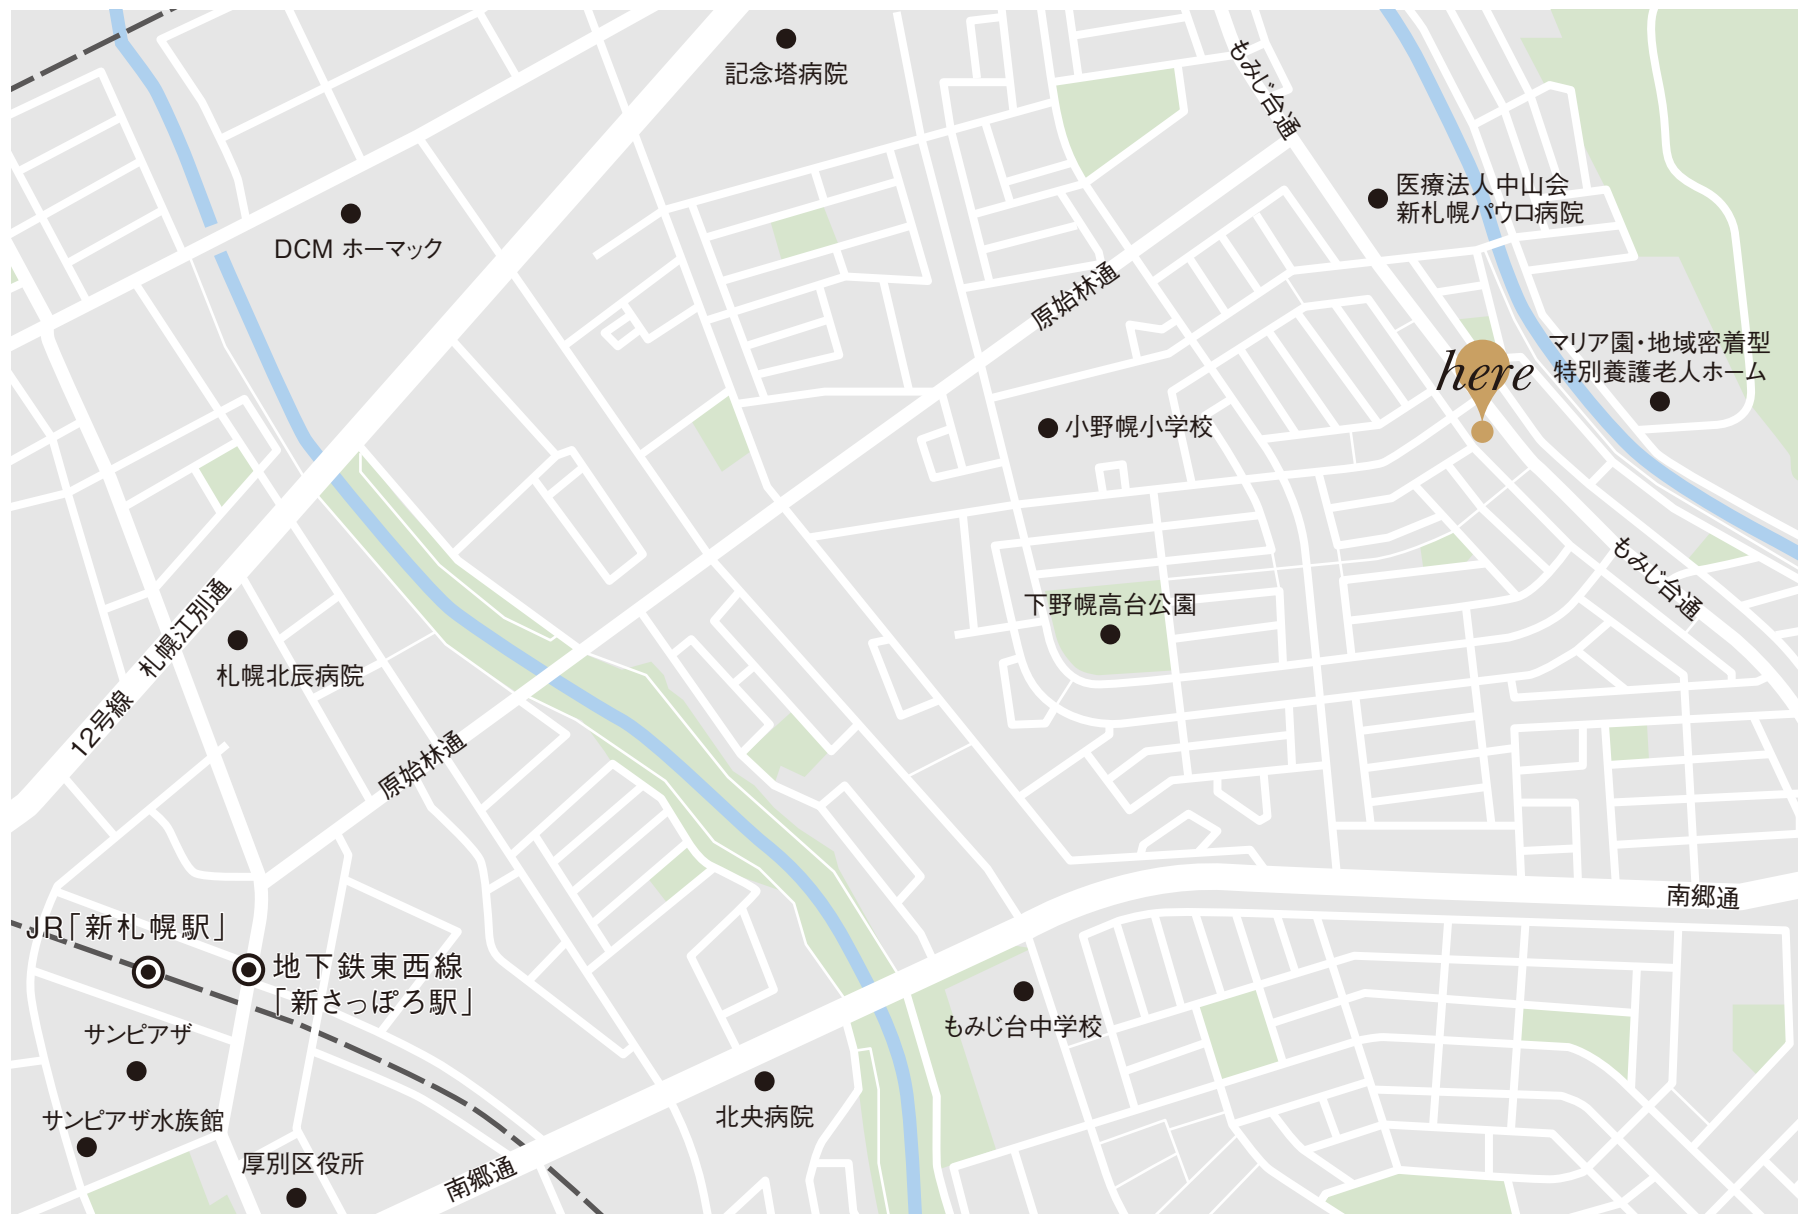 記念塔病院
もみじ台通
医療法人中山会
新札幌パウロ病院
DCM ホーマック
原始林通
マリア園・地域密着型
特別養護老人ホーム
here
小野幌小学校
もみじ台通
下野幌高台公園
12号線 札幌江別通
札幌北辰病院
原始林通
南郷通
JR「新札幌駅」
地下鉄東西線
「新さっぽろ駅」
もみじ台中学校
サンピアザ
北央病院
サンピアザ水族館
厚別区役所
南郷通